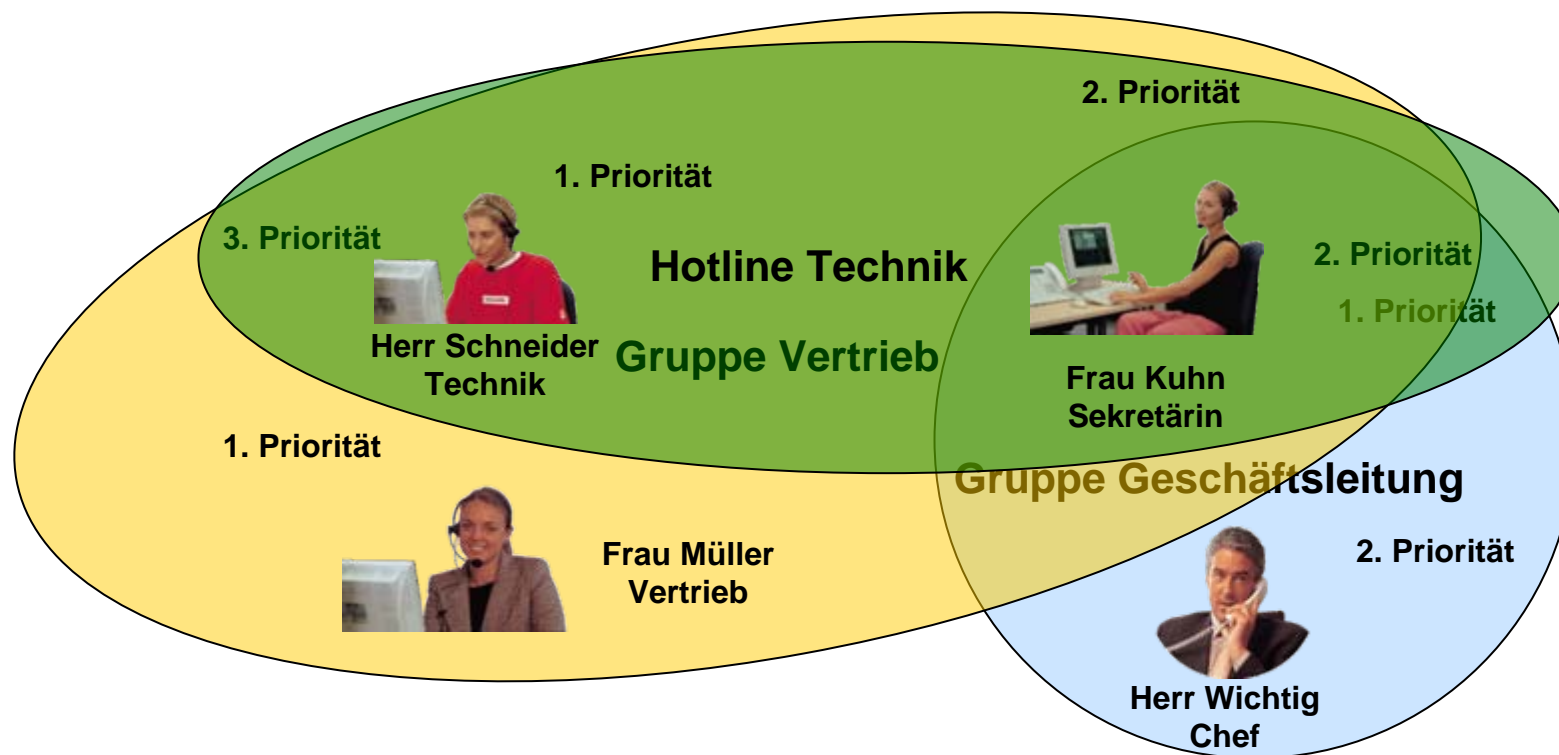 2. Priorität
1. Priorität
3. Priorität
Hotline Technik
2. Priorität
1. Priorität
Herr Schneider
Technik
Gruppe Vertrieb
Frau Kuhn
Sekretärin
1. Priorität
Gruppe Geschäftsleitung
Frau Müller
Vertrieb
2. Priorität
Herr Wichtig
Chef